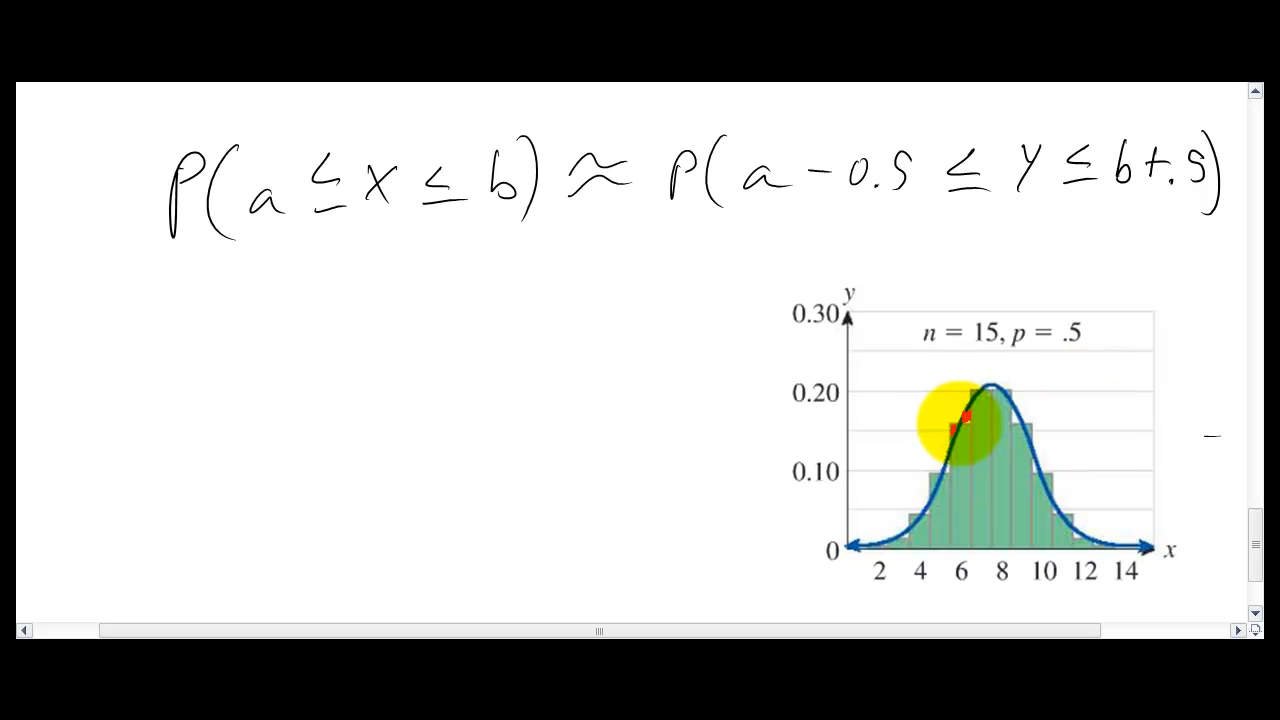 P(a ≤ x ≤ b) ≈ P(a - 0.5 ≤ y ≤ b+.5)
y
0.30
n = 15, p = .5
0.20
0.10
0
x
2 4 6 8 10 12 14